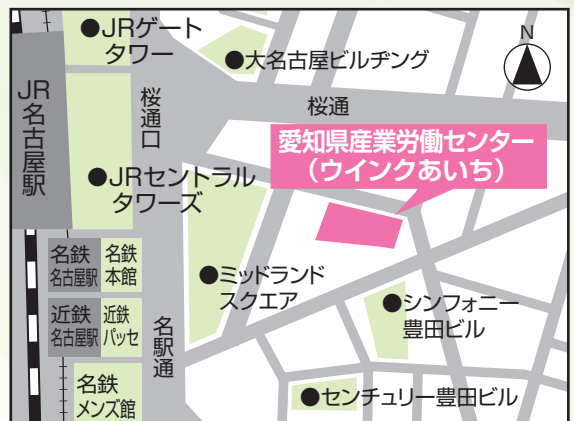 ●JRゲート
タワー
●大名古屋ビルヂング
N
JR
名古屋駅
桜通口
桜通
愛知県産業労働センター
（ウインクあいち）
●JRセントラル
タワーズ
名鉄
名古屋駅
名鉄
本館
●ミッドランド
スクエア
●シンフォニー
豊田ビル
近鉄
名古屋駅
近鉄
パッセ
名駅通
名鉄
メンズ館
●センチュリー豊田ビル